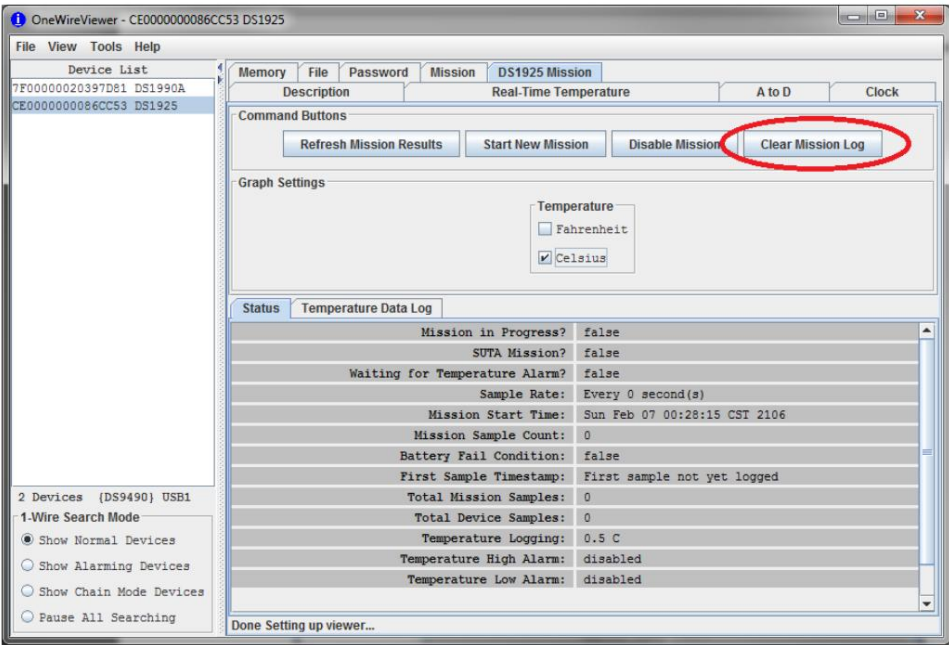 OneWireViewer - CE0000000086CC53 DS1925
File View Tools Help
Device List
7F00000020397D81 DS1990A
CE0000000086CC53 DS1925
2 Devices {DS9490} USB1
1-Wire Search Mode
Show Normal Devices
Show Alarming Devices
Show Chain Mode Devices
Pause All Searching
Memory File Password Mission DS1925 Mission
Description Real-Time Temperature A to D Clock
Command Buttons
Refresh Mission Results Start New Mission Disable Mission Clear Mission Log
Graph Settings
Temperature
Fahrenheit
Celsius
Status Temperature Data Log
Mission in Progress? false
SUTA Mission? false
Waiting for Temperature Alarm? false
Sample Rate: Every 0 second(s)
Mission Start Time: Sun Feb 07 00:28:15 CST 2106
Mission Sample Count: 0
Battery Fail Condition: false
First Sample Timestamp: First sample not yet logged
Total Mission Samples: 0
Total Device Samples: 0
Temperature Logging: 0.5 C
Temperature High Alarm: disabled
Temperature Low Alarm: disabled
Done Setting up viewer...